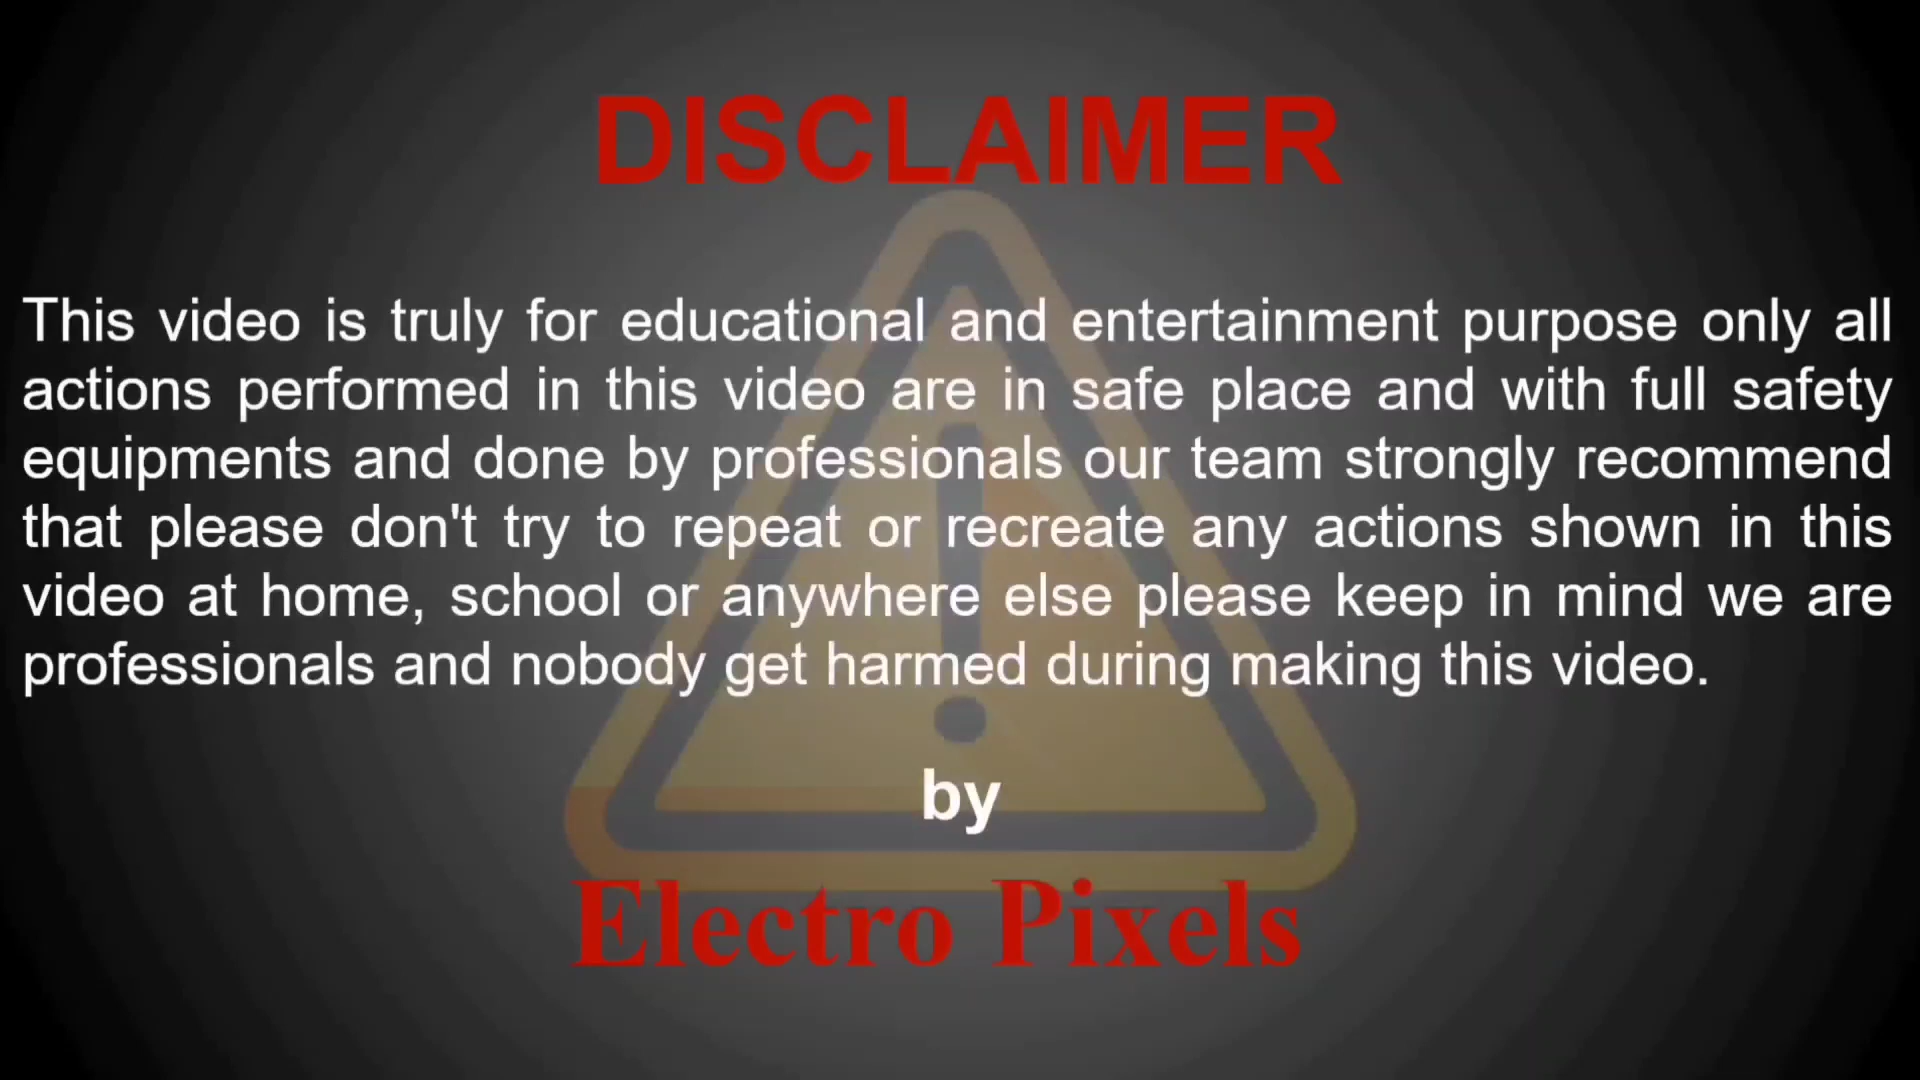 DISCLAIMER
This video is truly for educational and entertainment purpose only all
actions performed in this video are in safe place and with full safety
equipments and done by professionals our team strongly recommend
that please don't try to repeat or recreate any actions shown in this
video at home, school or anywhere else please keep in mind we are
professionals and nobody get harmed during making this video.
by
Electro Pixels